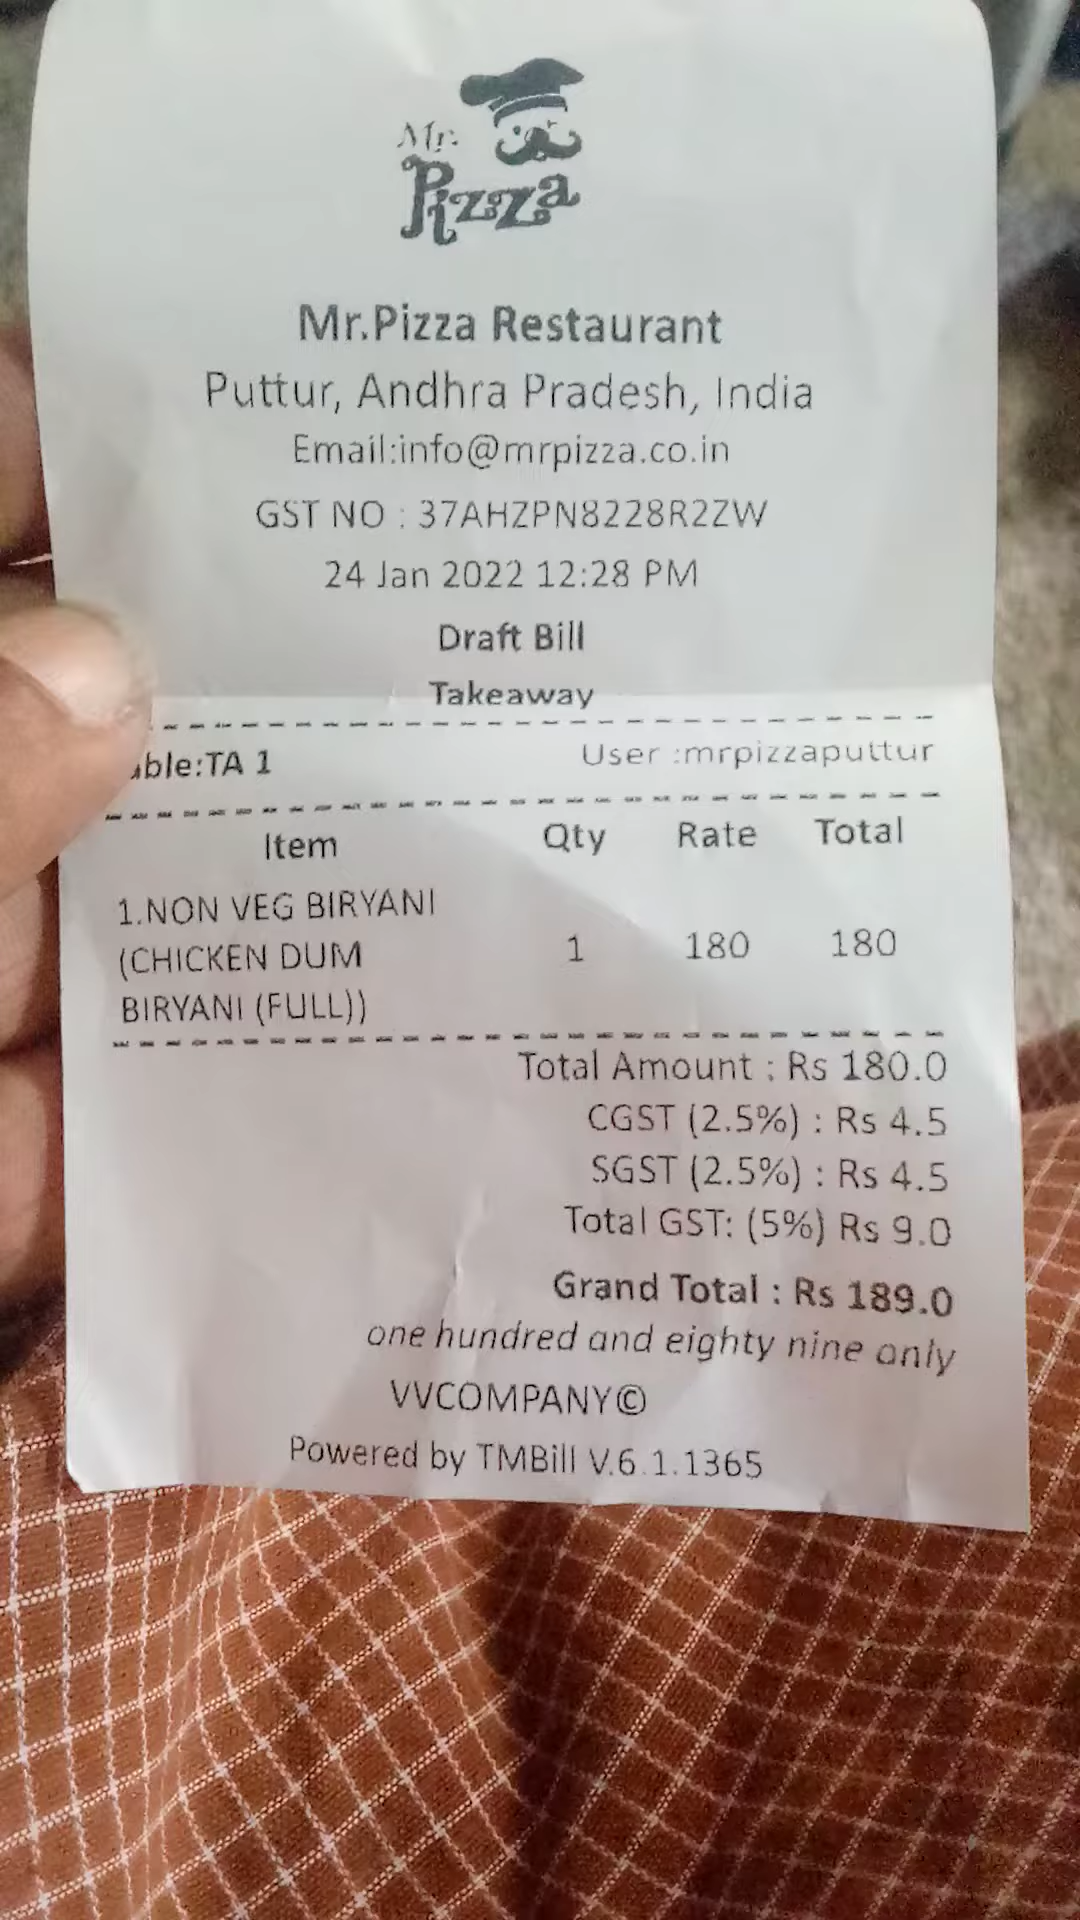 Mr.
Pizza
Mr.Pizza Restaurant
Puttur, Andhra Pradesh, India
Email:info@mrpizza.co.in
GST NO : 37AHZPN8228R2ZW
24 Jan 2022 12:28 PM
Draft Bill
Takeaway
able:TA 1 User :mrpizzaputtur
Item Qty Rate Total
1.NON VEG BIRYANI
(CHICKEN DUM 1 180 180
BIRYANI (FULL))
Total Amount : Rs 180.0
CGST (2.5%) : Rs 4.5
SGST (2.5%) : Rs 4.5
Total GST: (5%) Rs 9.0
Grand Total : Rs 189.0
one hundred and eighty nine only
VVCOMPANY©
Powered by TMBill V.6.1.1365